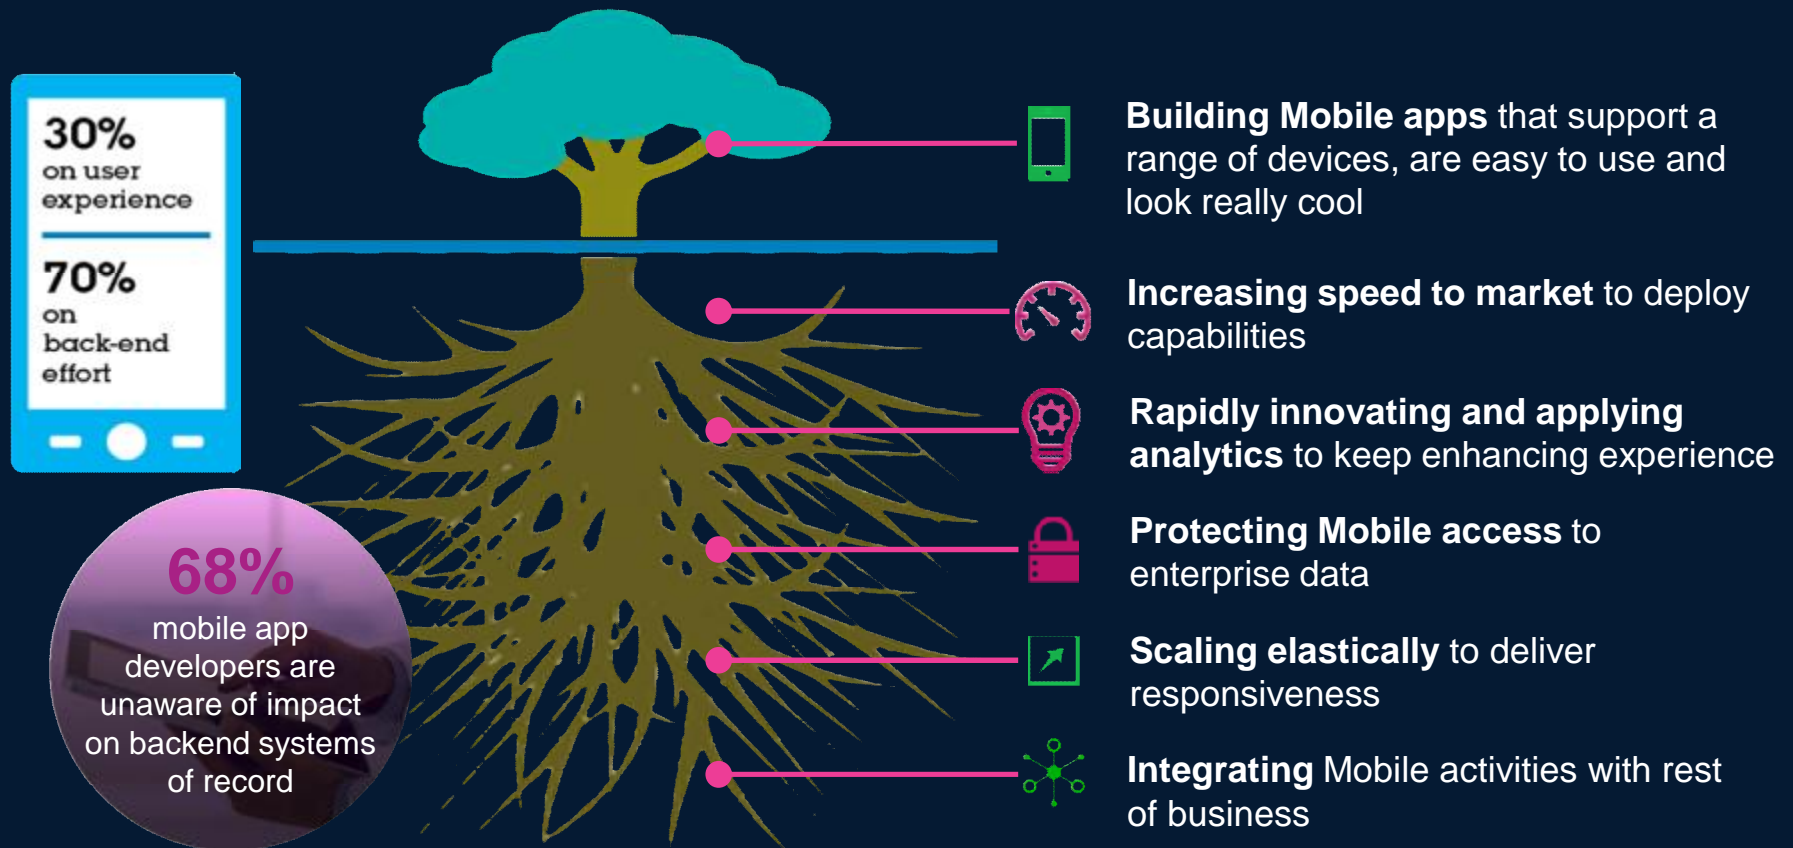 30%
on user
experience
70%
on
back-end
effort
68%
mobile app
developers are
unaware of impact
on backend systems
of record
Building Mobile apps that support a
range of devices, are easy to use and
look really cool
Increasing speed to market to deploy
capabilities
Rapidly innovating and applying
analytics to keep enhancing experience
Protecting Mobile access to
enterprise data
Scaling elastically to deliver
responsiveness
Integrating Mobile activities with rest
of business